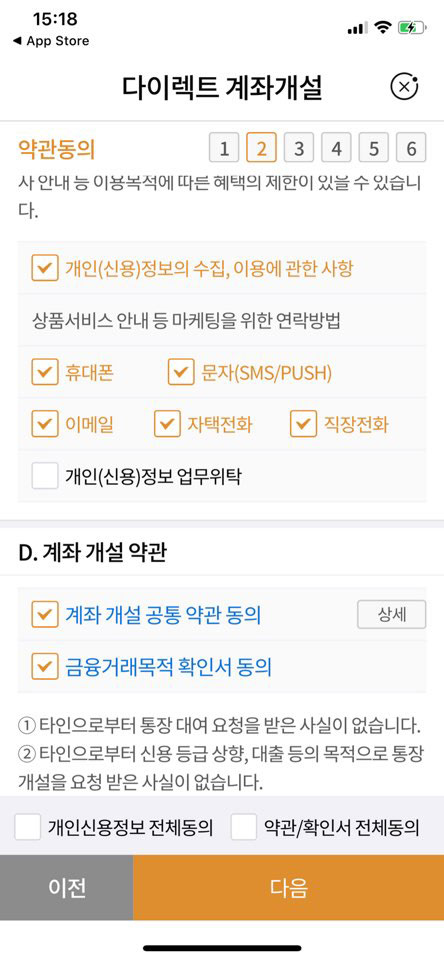 15:18
◀ App Store
다이렉트 계좌개설
약관동의 1 2 3 4 5 6
사 안내 등 이용목적에 따른 혜택의 제한이 있을 수 있습니
다.
개인(신용)정보의 수집, 이용에 관한 사항
상품서비스 안내 등 마케팅을 위한 연락방법
휴대폰 문자(SMS/PUSH)
이메일 자택전화 직장전화
개인(신용)정보 업무위탁
D. 계좌 개설 약관
계좌 개설 공통 약관 동의 상세
금융거래목적 확인서 동의
① 타인으로부터 통장 대여 요청을 받은 사실이 없습니다.
② 타인으로부터 신용 등급 상향, 대출 등의 목적으로 통장
개설을 요청 받은 사실이 없습니다.
개인신용정보 전체동의 약관/확인서 전체동의
이전 다음